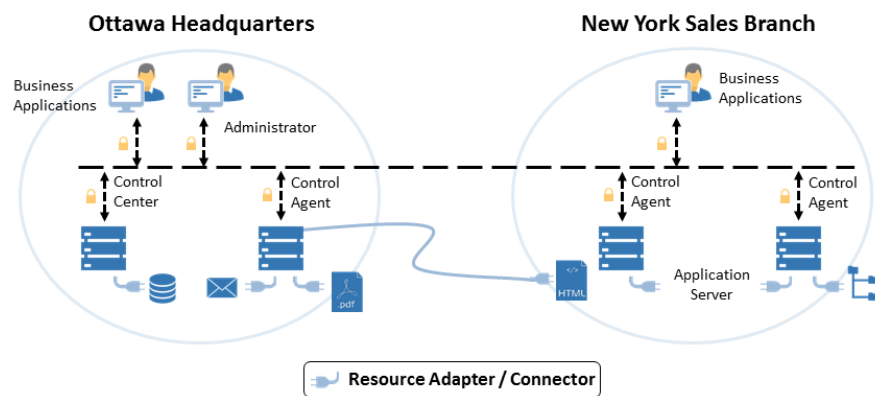 Ottawa Headquarters
New York Sales Branch
Business
Applications
Administrator
Business
Applications
Control
Center
Control
Agent
Control
Agent
Control
Agent
.pdf
</>
HTML
Application
Server
Resource Adapter / Connector